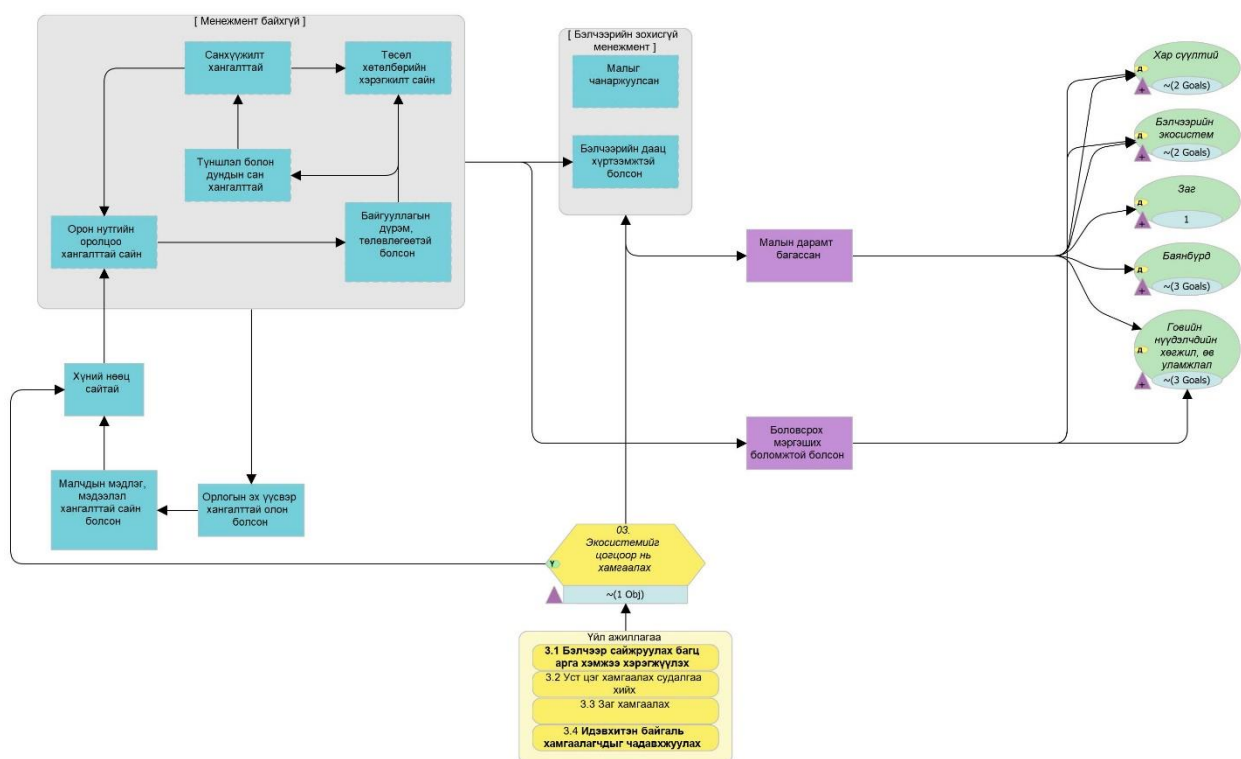 [ Менежмент байхгүй ]
Санхүүжилт
хангалттай
Төсөл
хөтөлбөрийн
хэрэгжилт сайн
Түншлэл болон
дундын сан
хангалттай
Орон нутгийн
оролцоо
хангалттай сайн
Байгууллагын
дүрэм,
төлөвлөгөөтэй
болсон
[ Бэлчээрийн зохисгүй
менежмент ]
Малыг
чанаржуулсан
Бэлчээрийн даац
хүртээмжтэй
болсон
Хар сүүлтий
д
+
~(2 Goals)
Бэлчээрийн
экосистем
д
+
~(2 Goals)
Заг
д
+
1
Баянбүрд
д
+
~(3 Goals)
Говийн
нүүдэлчдийн
хөгжил, өв
уламжлал
д
+
~(3 Goals)
Малын дарамт
багассан
Боловсрох
мэргэших
боломжтой болсон
Хүний нөөц
сайтай
Малчдын мэдлэг,
мэдээлэл
хангалттай сайн
болсон
Орлогын эх үүсвэр
хангалттай олон
болсон
03.
Экосистемийг
цогцоор нь
хамгаалах
Y
~(1 Obj)
Үйл ажиллагаа
3.1 Бэлчээр сайжруулах багц
арга хэмжээ хэрэгжүүлэх
3.2 Уст цэг хамгаалах судалгаа
хийх
3.3 Заг хамгаалах
3.4 Идэвхитэн байгаль
хамгаалагчдыг чадавхжуулах